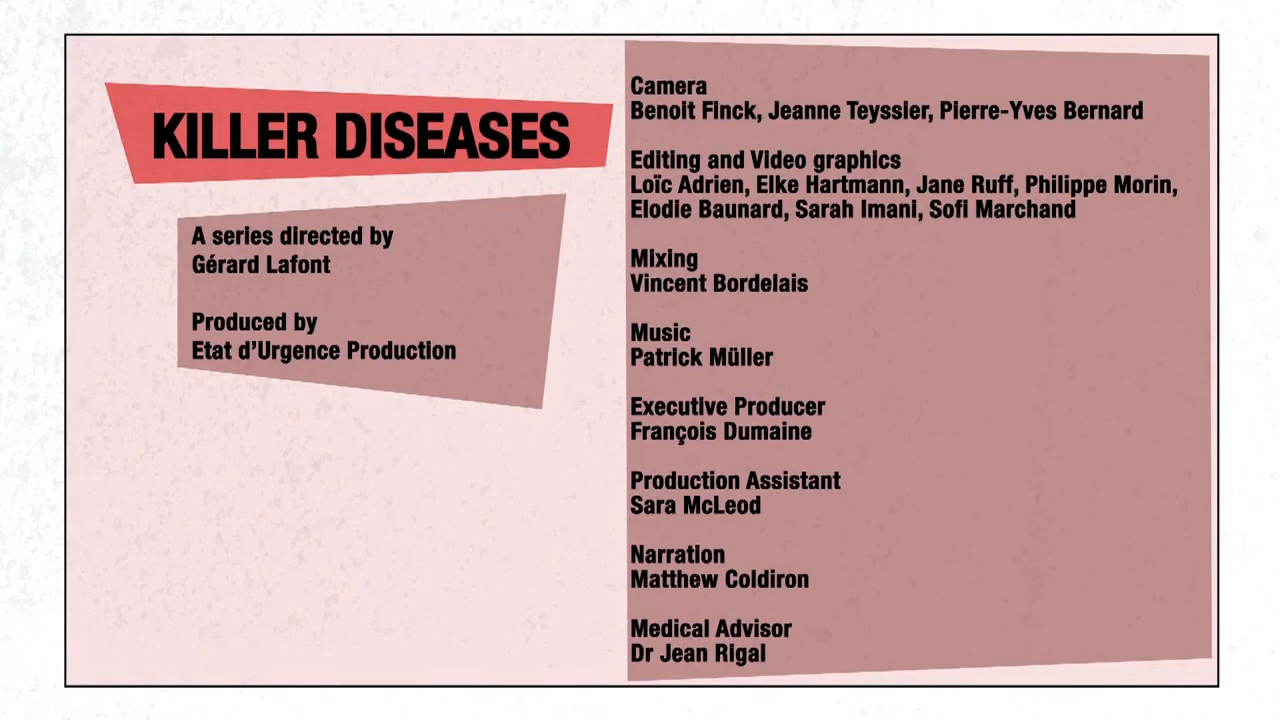 KILLER DISEASES
A series directed by
Gérard Lafont
Produced by
Etat d'Urgence Production
Camera
Benoit Finck, Jeanne Teyssier, Pierre-Yves Bernard
Editing and Video graphics
Loïc Adrien, Elke Hartmann, Jane Ruff, Philippe Morin,
Elodie Baunard, Sarah Imani, Sofi Marchand
Mixing
Vincent Bordelais
Music
Patrick Müller
Executive Producer
François Dumaine
Production Assistant
Sara McLeod
Narration
Matthew Coldiron
Medical Advisor
Dr Jean Rigal